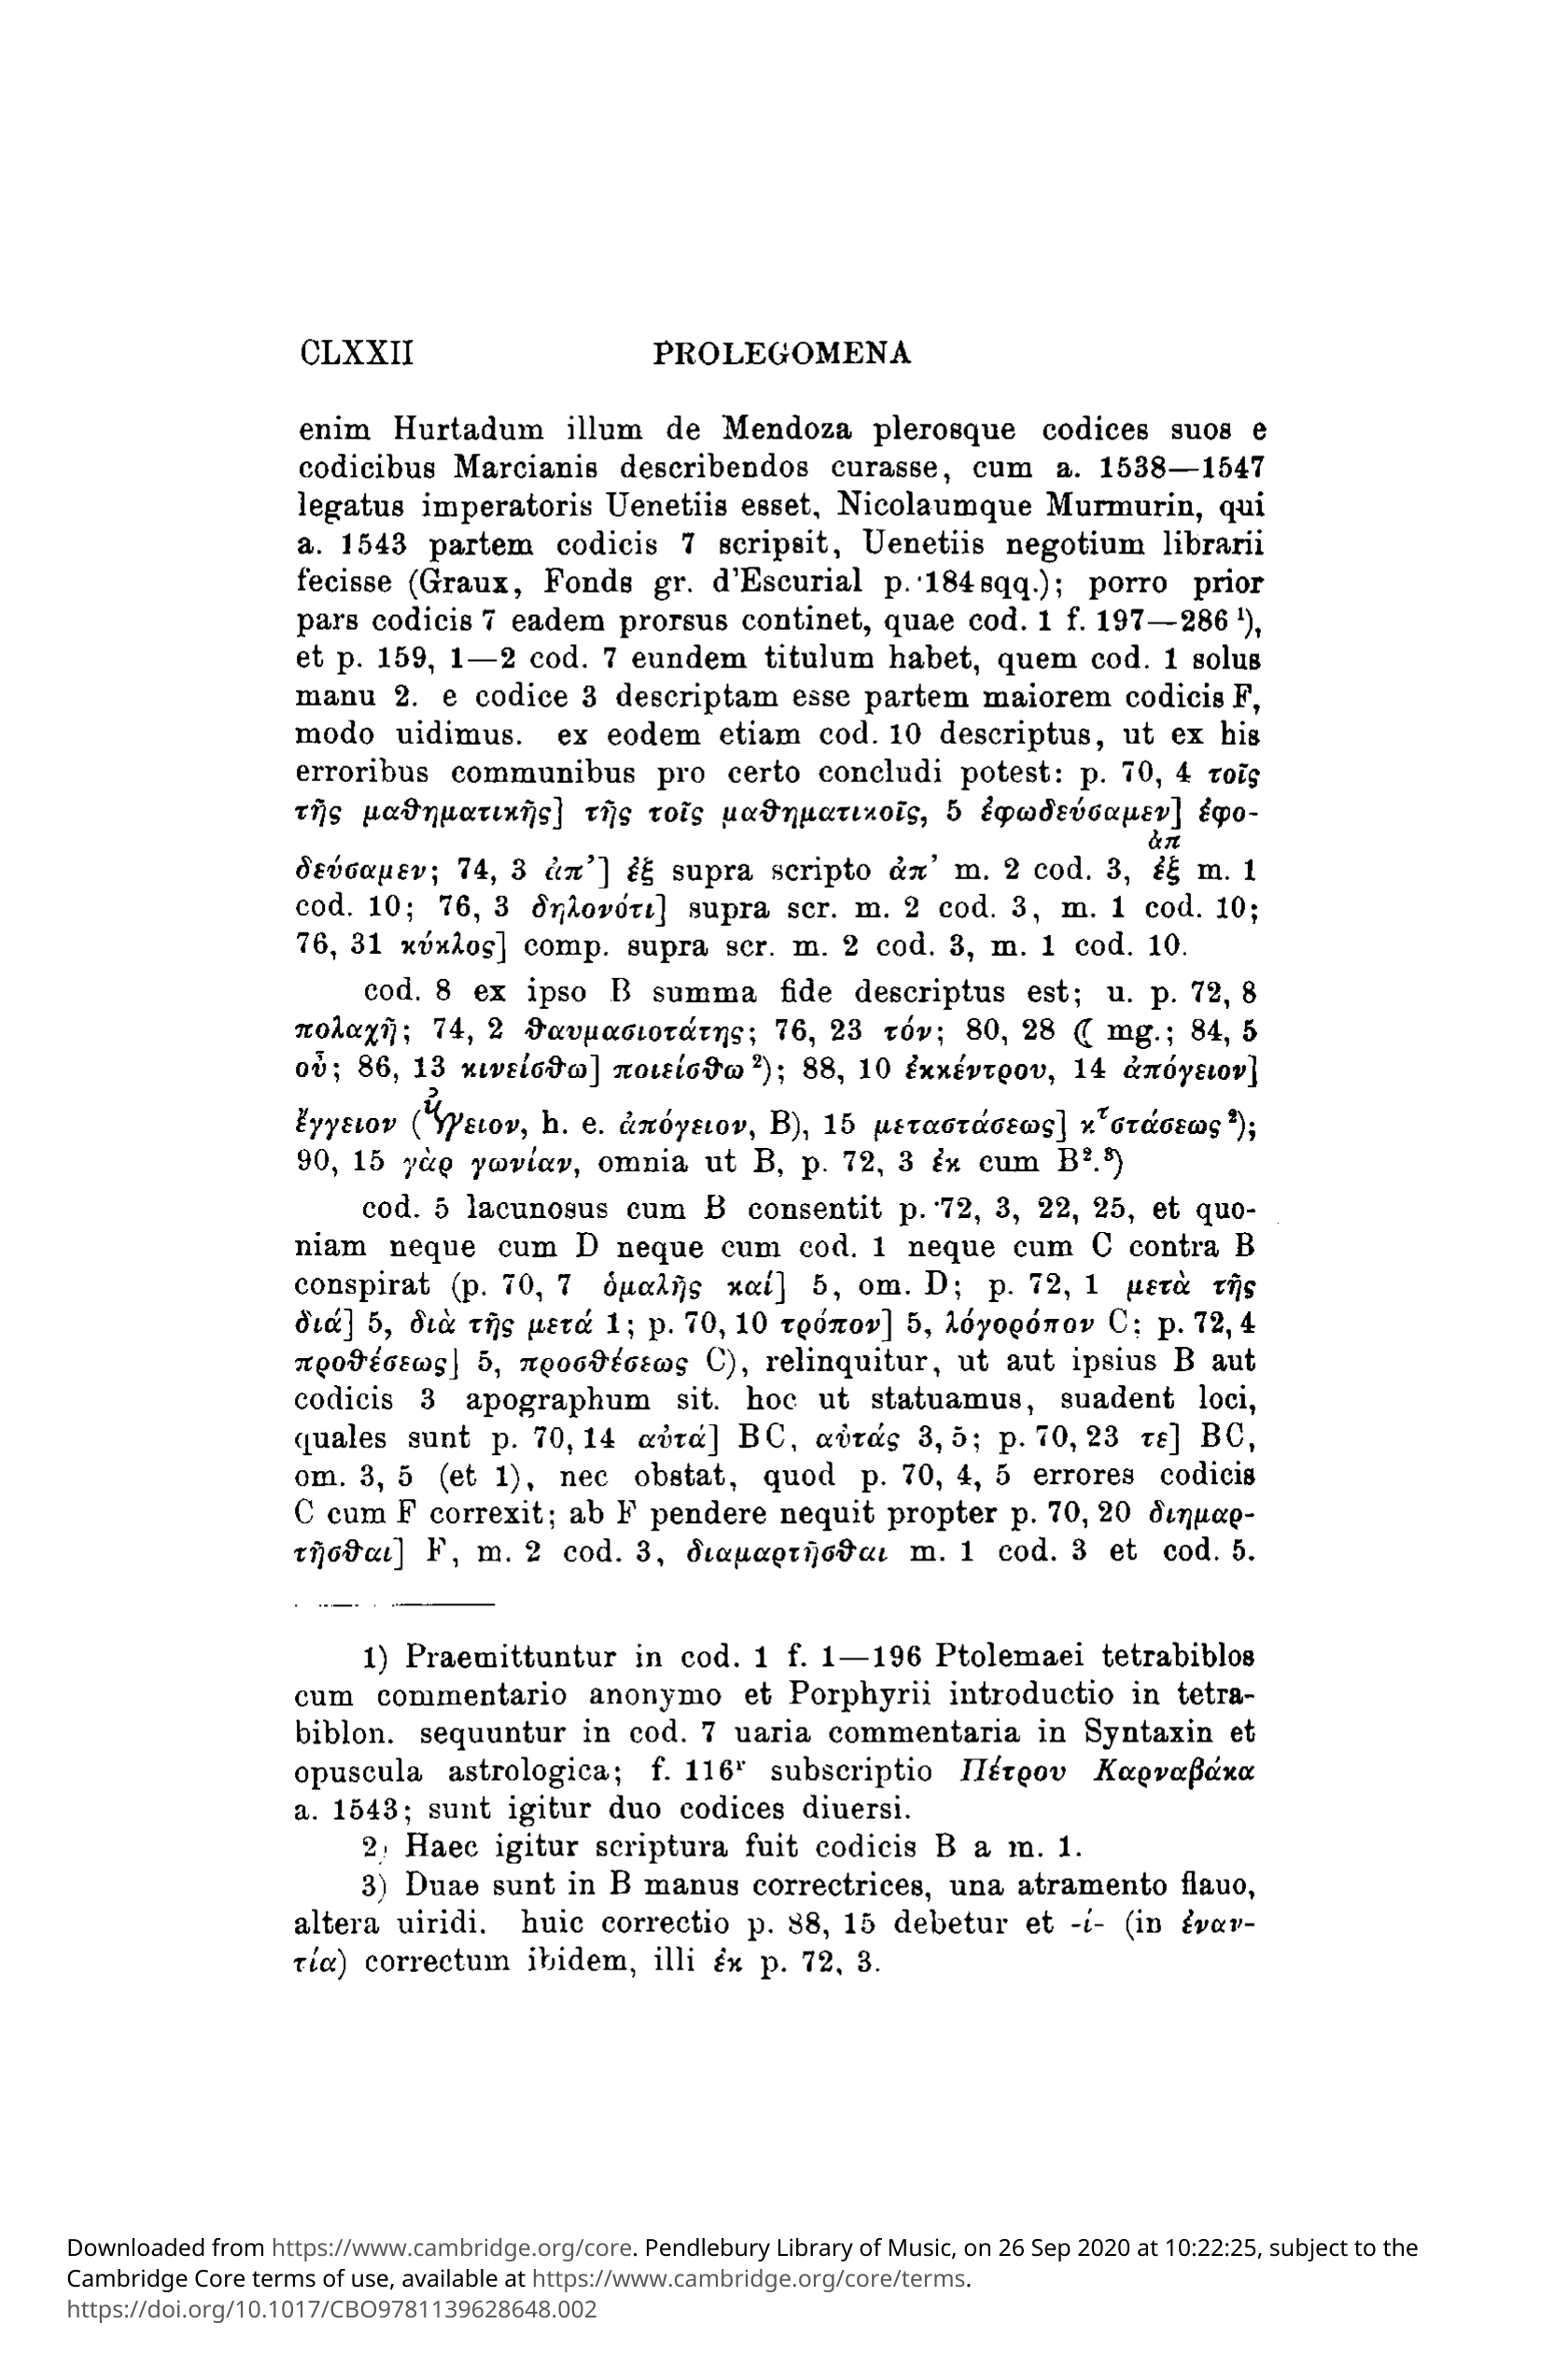 CLXXII PROLEGOMENA
enim Hurtadum illum de Mendoza plerosque codices suos e
codicibus Marcianis describendos curasse, cum a. 1538—1547
legatus imperatoris Uenetiis esset, Nicolaumque Murmurin, qui
a. 1543 partem codicis 7 scripsit, Uenetiis negotium librarii
fecisse (Graux, Fonds gr. d'Escurial p. 184 sqq.); porro prior
pars codicis 7 eadem prorsus continet, quae cod. 1 f. 197—286 ¹),
et p. 159, 1—2 cod. 7 eundem titulum habet, quem cod. 1 solus
manu 2. e codice 3 descriptam esse partem maiorem codicis F,
modo uidimus. ex eodem etiam cod. 10 descriptus, ut ex his
erroribus communibus pro certo concludi potest: p. 70, 4 τοῖς
τῆς μαθηματικῆς] τῆς τοῖς μαθηματικοῖς, 5 ἐφωδεύσαμεν] ἐφο-
ἀπ
δεύσαμεν; 74, 3 ἀπ'] ἐξ supra scripto ἀπ' m. 2 cod. 3, ἐξ m. 1
cod. 10; 76, 3 δηλονότι] supra scr. m. 2 cod. 3, m. 1 cod. 10;
76, 31 κύκλος] comp. supra scr. m. 2 cod. 3, m. 1 cod. 10.
cod. 8 ex ipso B summa fide descriptus est; u. p. 72, 8
πολαχῇ; 74, 2 θαυμασιοτάτης; 76, 23 τόν; 80, 28 ☾ mg.; 84, 5
οὗ; 86, 13 κινείσθω] ποιείσθω ²); 88, 10 ἐκκέντρου, 14 ἀπόγειον]
ἔγγειον (γειον, h. e. ἀπόγειον, B), 15 μεταστάσεως] κ^τστάσεως ²);
90, 15 γὰρ γωνίαν, omnia ut B, p. 72, 3 ἐκ cum B².³)
cod. 5 lacunosus cum B consentit p. 72, 3, 22, 25, et quo-
niam neque cum D neque cum cod. 1 neque cum C contra B
conspirat (p. 70, 7 ὁμαλῆς καί] 5, om. D; p. 72, 1 μετὰ τῆς
διά] 5, διὰ τῆς μετά 1; p. 70, 10 τρόπον] 5, λόγορόπον C; p. 72, 4
προθέσεως] 5, προσθέσεως C), relinquitur, ut aut ipsius B aut
codicis 3 apographum sit. hoc ut statuamus, suadent loci,
quales sunt p. 70, 14 αὐτά] BC, αὐτάς 3, 5; p. 70, 23 τε] BC,
om. 3, 5 (et 1), nec obstat, quod p. 70, 4, 5 errores codicis
C cum F correxit; ab F pendere nequit propter p. 70, 20 διημαρ-
τῆσθαι] F, m. 2 cod. 3, διαμαρτῆσθαι m. 1 cod. 3 et cod. 5.
1) Praemittuntur in cod. 1 f. 1—196 Ptolemaei tetrabiblos
cum commentario anonymo et Porphyrii introductio in tetra-
biblon. sequuntur in cod. 7 uaria commentaria in Syntaxin et
opuscula astrologica; f. 116ʳ subscriptio Πέτρου Καρναβάκα
a. 1543; sunt igitur duo codices diuersi.
2) Haec igitur scriptura fuit codicis B a m. 1.
3) Duae sunt in B manus correctrices, una atramento flauo,
altera uiridi. huic correctio p. 88, 15 debetur et -ί- (in ἐναν-
τία) correctum ibidem, illi ἐκ p. 72, 3.
Downloaded from https://www.cambridge.org/core. Pendlebury Library of Music, on 26 Sep 2020 at 10:22:25, subject to the
Cambridge Core terms of use, available at https://www.cambridge.org/core/terms.
https://doi.org/10.1017/CBO9781139628648.002